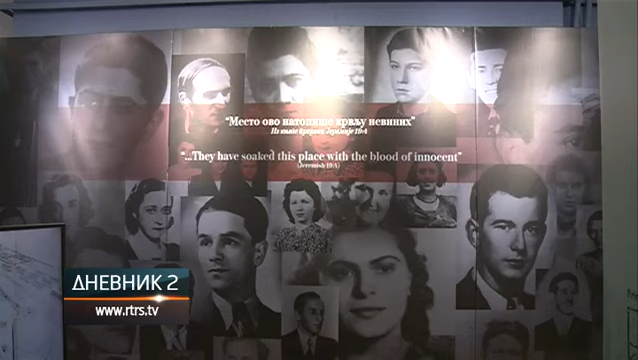 “Место ово натопише крвљу невиних”
Из књиге пророка Јеремије 19:4
“...They have soaked this place with the blood of innocent”
(Jeremiah 19:4)
ДНЕВНИК 2
www.rtrs.tv